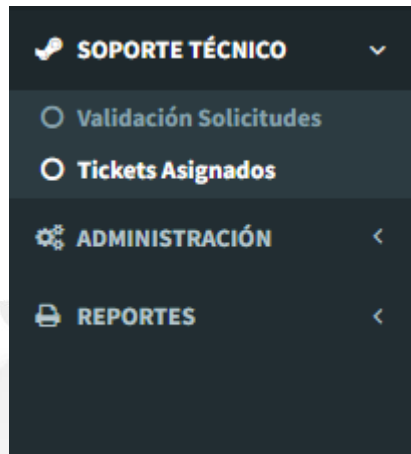 SOPORTE TÉCNICO
Validación Solicitudes
Tickets Asignados
ADMINISTRACIÓN
REPORTES